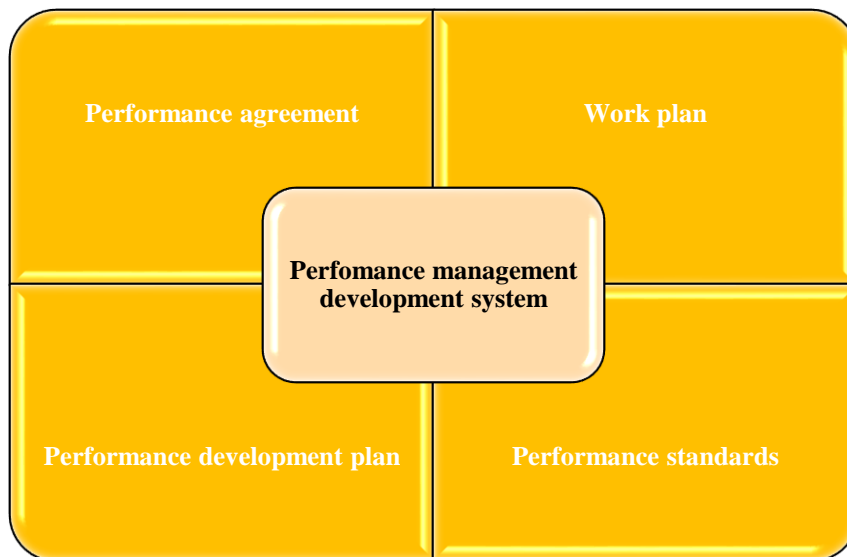 Performance agreement
Work plan
Perfomance management
development system
Performance development plan
Performance standards